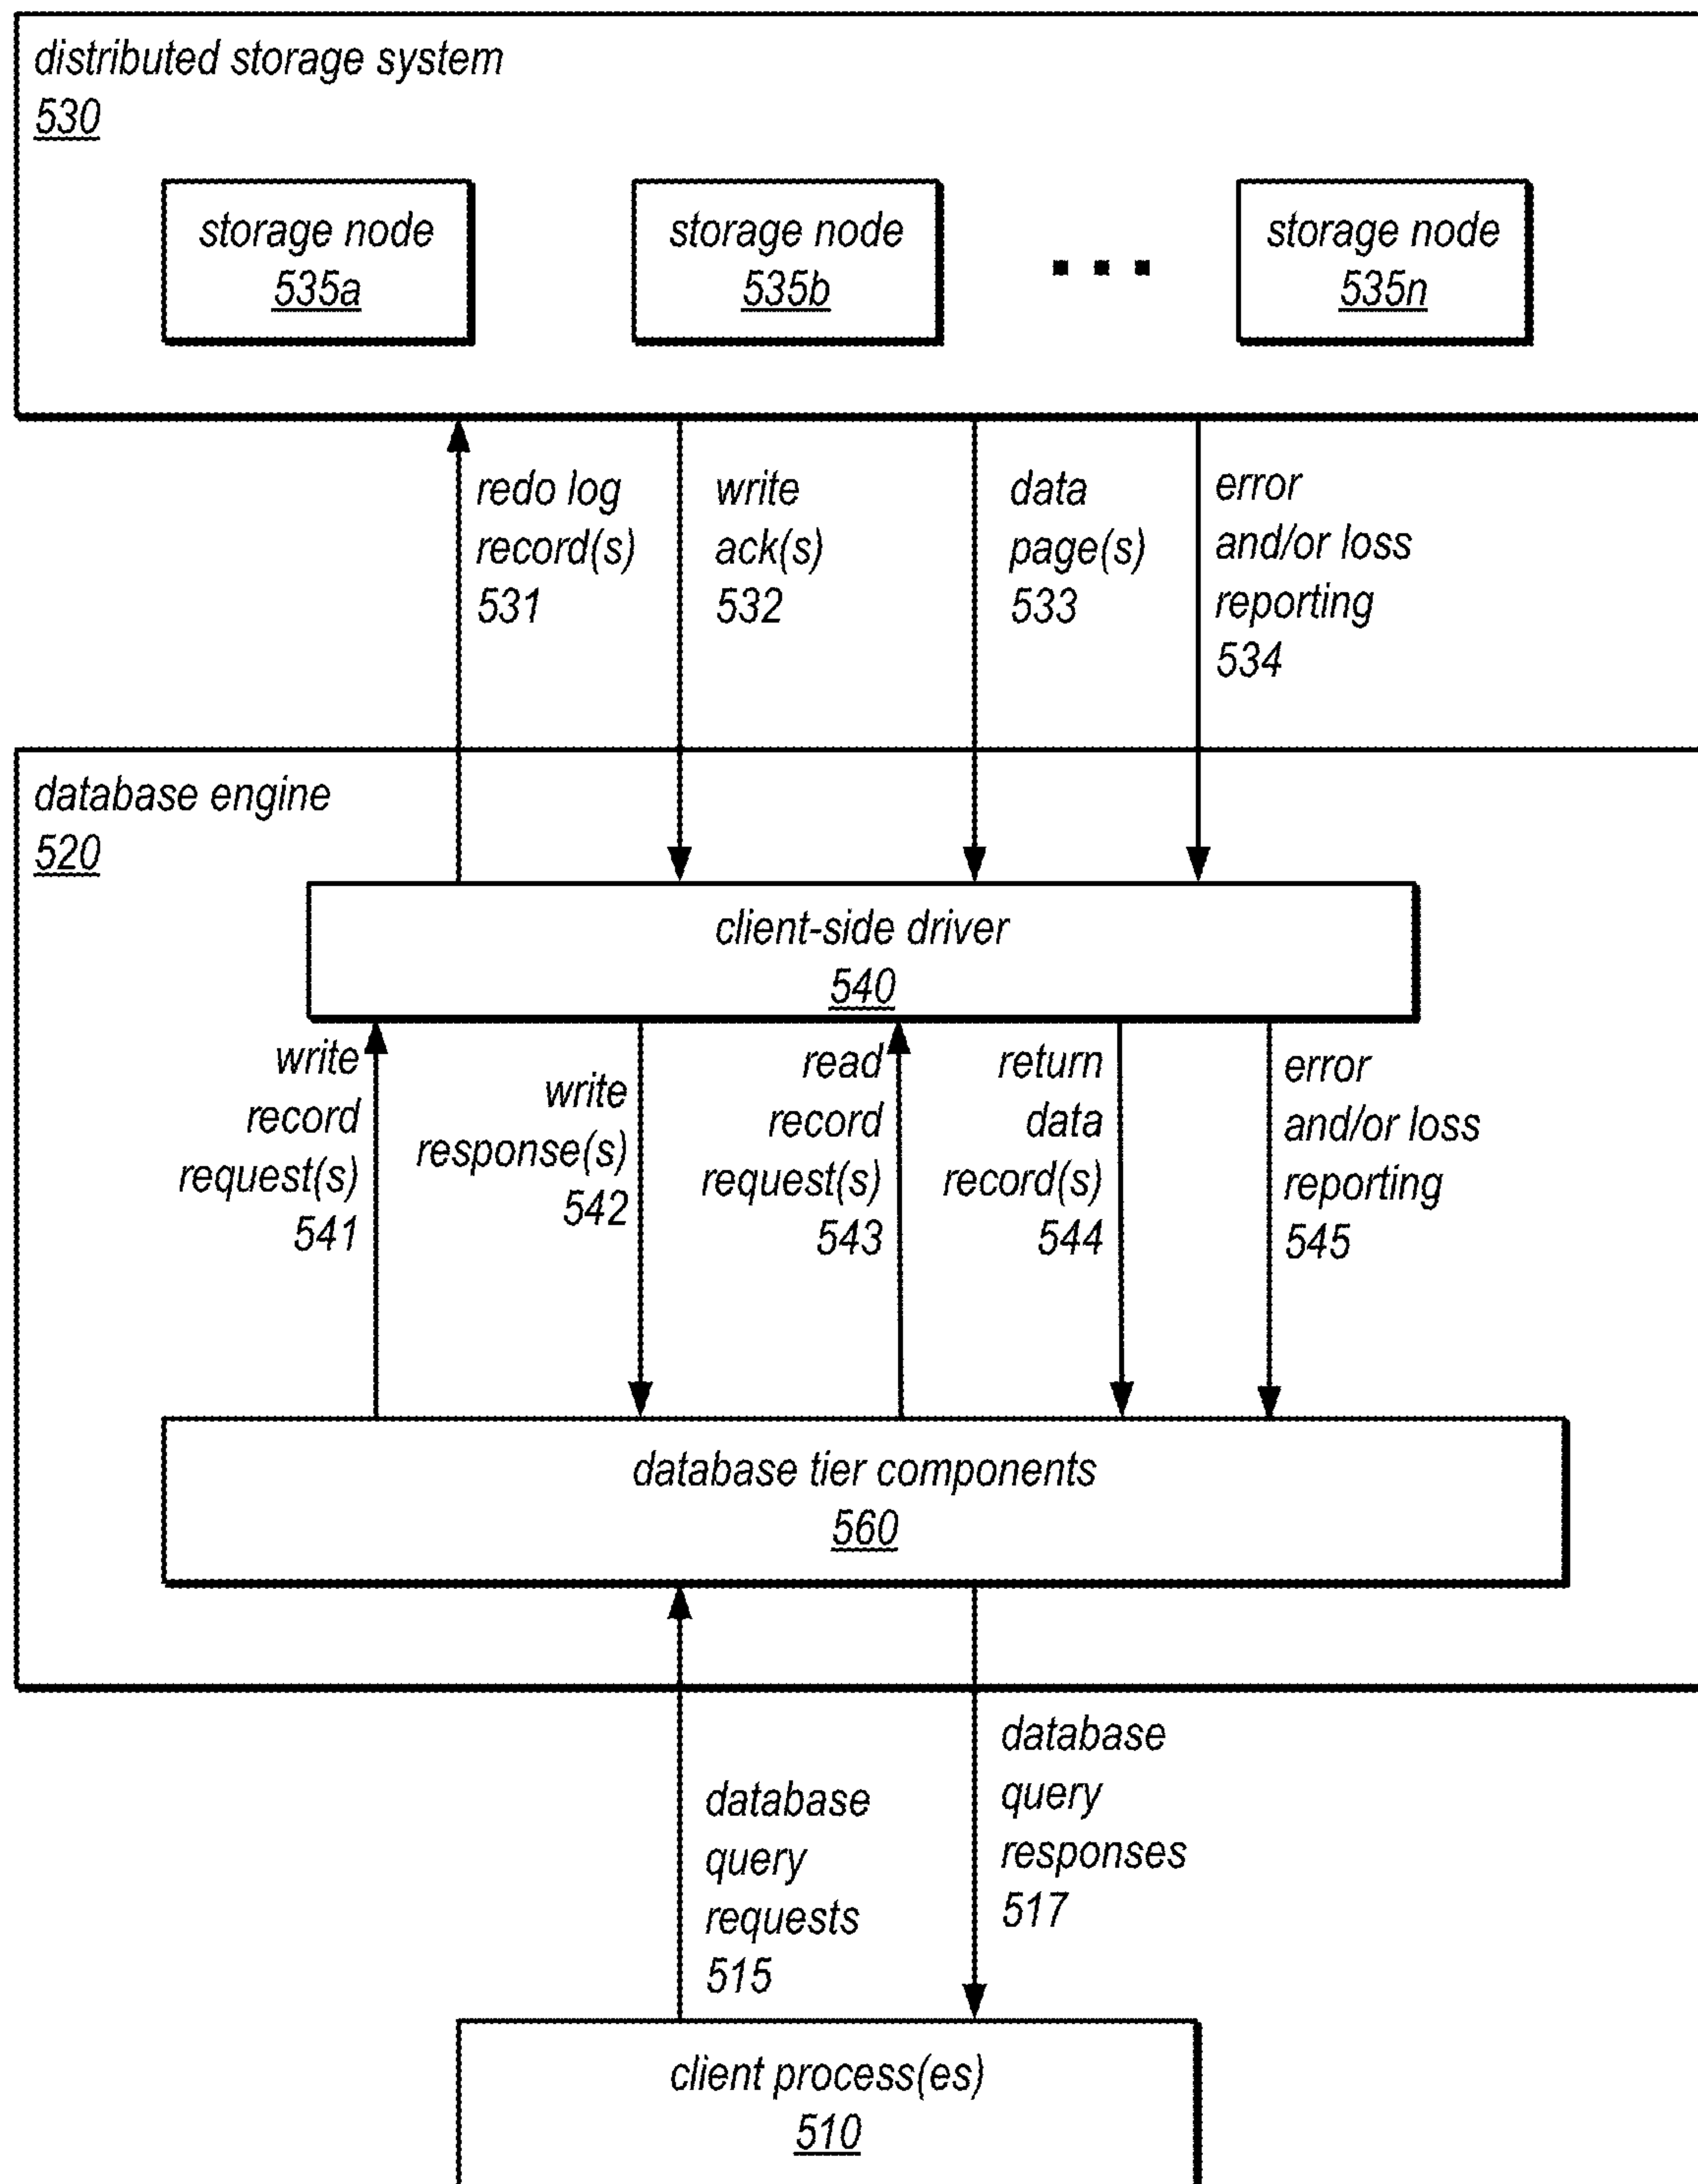 distributed storage system
530
storage node
535a
storage node
535b
storage node
535n
redo log
record(s)
531
write
ack(s)
532
data
page(s)
533
error
and/or loss
reporting
534
database engine
520
client-side driver
540
write
record
request(s)
541
write
response(s)
542
read
record
request(s)
543
return
data
record(s)
544
error
and/or loss
reporting
545
database tier components
560
database
query
requests
515
database
query
responses
517
client process(es)
510